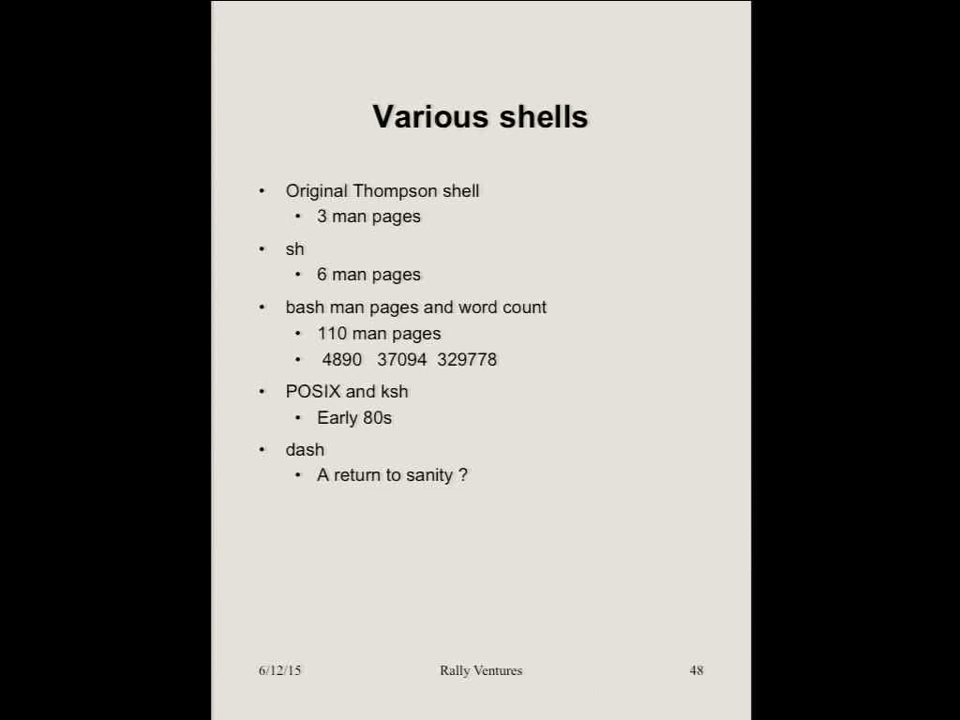 Various shells
• Original Thompson shell
• 3 man pages
• sh
• 6 man pages
• bash man pages and word count
• 110 man pages
• 4890 37094 329778
• POSIX and ksh
• Early 80s
• dash
• A return to sanity ?
6/12/15 Rally Ventures 48